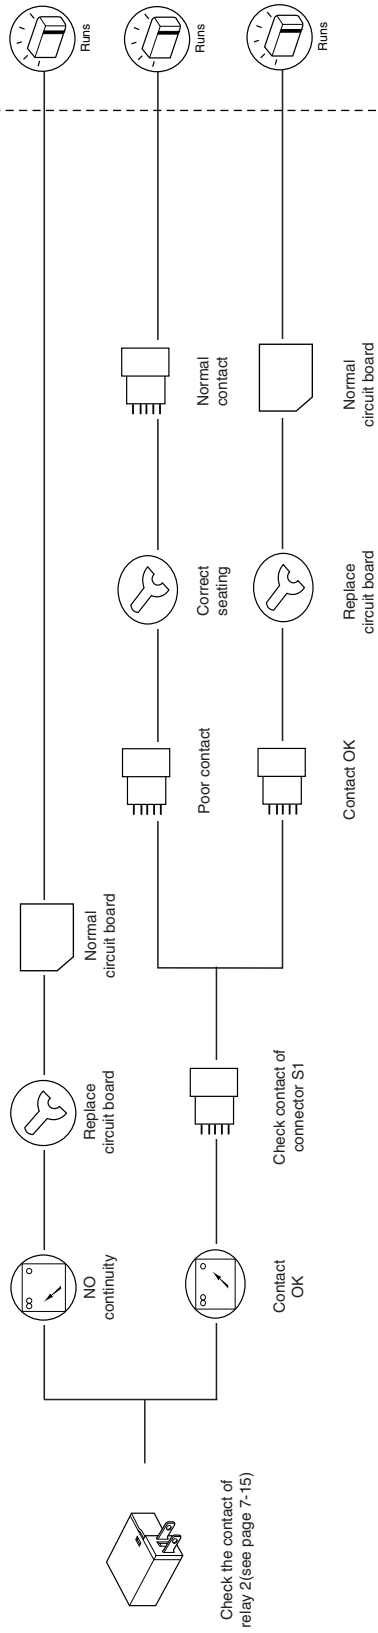 Check the contact of
relay 2(see page 7-15)
NO
continuity
Replace
circuit board
Normal
circuit board
Runs
Contact
OK
Check contact of
connector S1
Poor contact
Correct
seating
Normal
contact
Runs
Contact OK
Replace
circuit board
Normal
circuit board
Runs